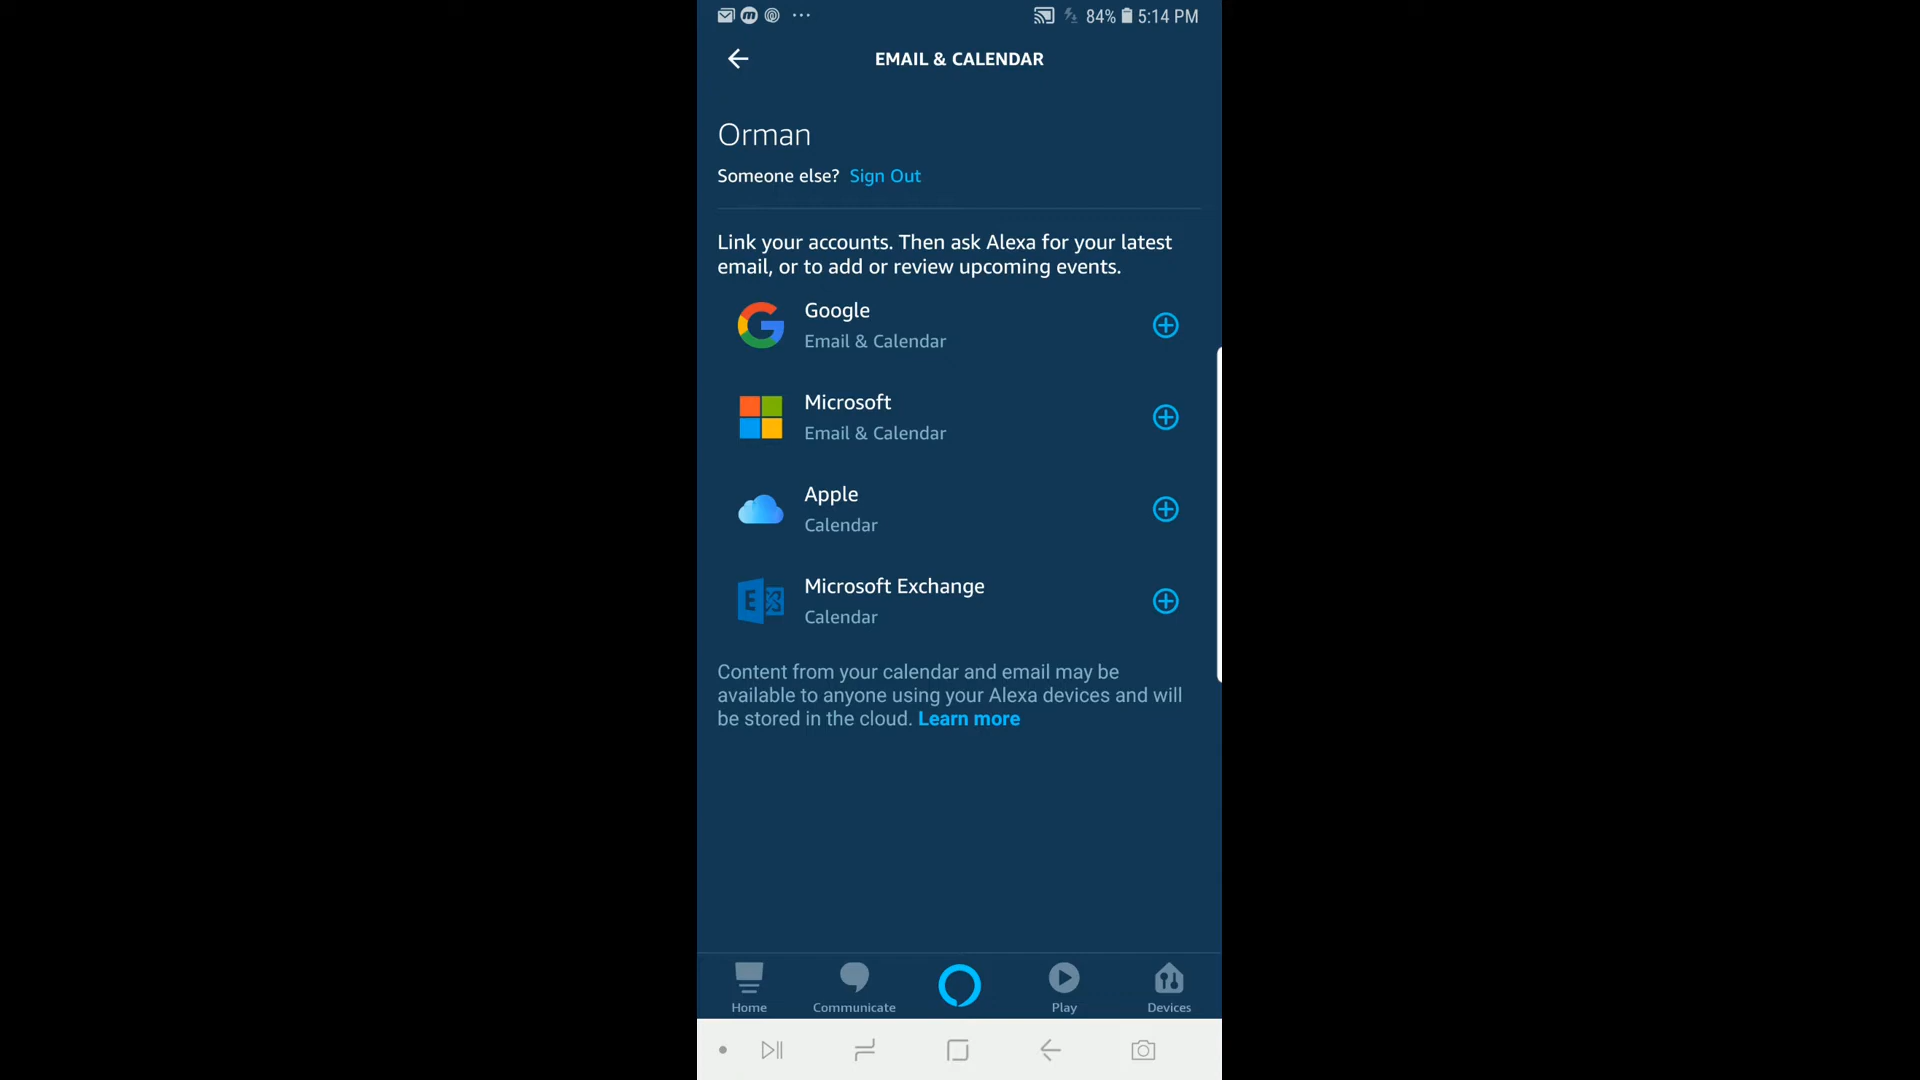 84% 5:14 PM
EMAIL & CALENDAR
Orman
Someone else? Sign Out
Link your accounts. Then ask Alexa for your latest
email, or to add or review upcoming events.
Google
Email & Calendar
Microsoft
Email & Calendar
Apple
Calendar
Microsoft Exchange
Calendar
Content from your calendar and email may be
available to anyone using your Alexa devices and will
be stored in the cloud. Learn more
Home Communicate Play Devices